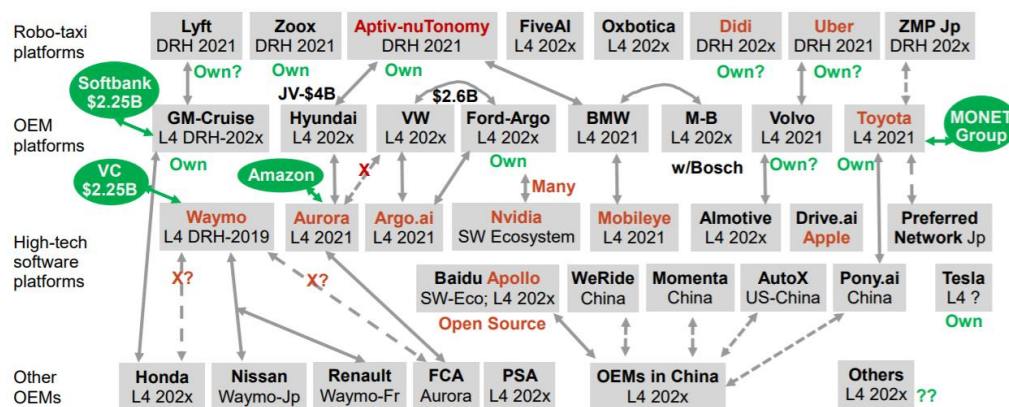 Robo-taxi
platforms
Lyft
DRH 2021
Zoox
DRH 2021
Aptiv-nuTonomy
DRH 2021
FiveAI
L4 202x
Oxbotica
L4 202x
Didi
DRH 202x
Uber
DRH 2021
ZMP Jp
DRH 202x
Own?
Own
Own
Own?
Own?
Softbank
$2.25B
JV-$4B
$2.6B
OEM
platforms
GM-Cruise
L4 DRH-202x
Hyundai
L4 202x
VW
L4 202x
Ford-Argo
L4 202x
BMW
L4 2021
M-B
L4 202x
Volvo
L4 202x
Toyota
L4 2021
MONET
Group
Own
Own
w/Bosch
Own?
Own
VC
$2.25B
Amazon
X
Many
Waymo
L4 DRH-2019
Aurora
L4 2021
Argo.ai
L4 2021
Nvidia
SW Ecosystem
Mobileye
L4 2021
AImotive
L4 202x
Drive.ai
Apple
Preferred
Network Jp
High-tech
software
platforms
X?
X?
Baidu Apollo
SW-Eco; L4 202x
WeRide
China
Momenta
China
AutoX
US-China
Pony.ai
China
Tesla
L4 ?
Open Source
Own
Other
OEMs
Honda
L4 202x
Nissan
Waymo-Jp
Renault
Waymo-Fr
FCA
Aurora
PSA
L4 202x
OEMs in China
L4 202x
Others
L4 202x
??